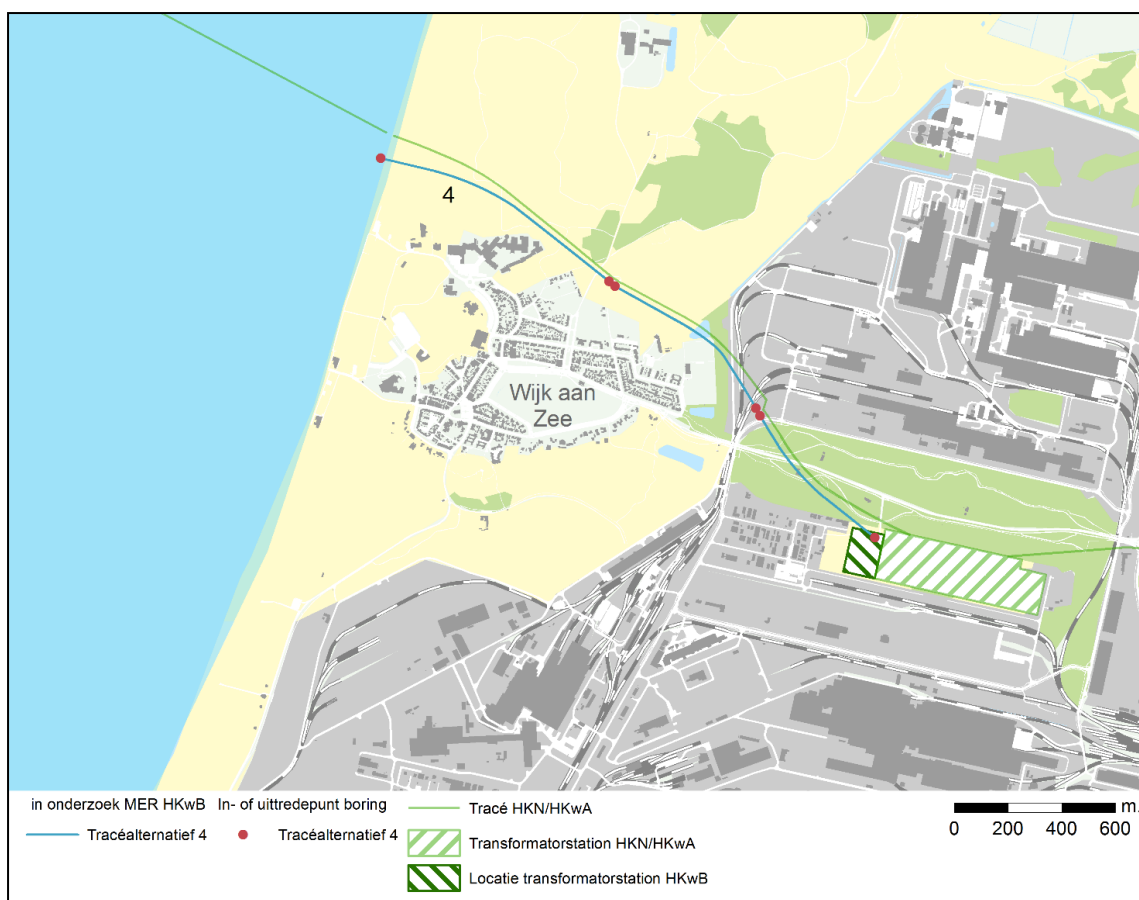 4
Wijk aan
Zee
in onderzoek MER HKwB
Tracéalternatief 4
In- of uittredepunt boring
Tracéalternatief 4
Tracé HKN/HKwA
Transformatorstation HKN/HKwA
Locatie transformatorstation HKwB
m.
0 200 400 600